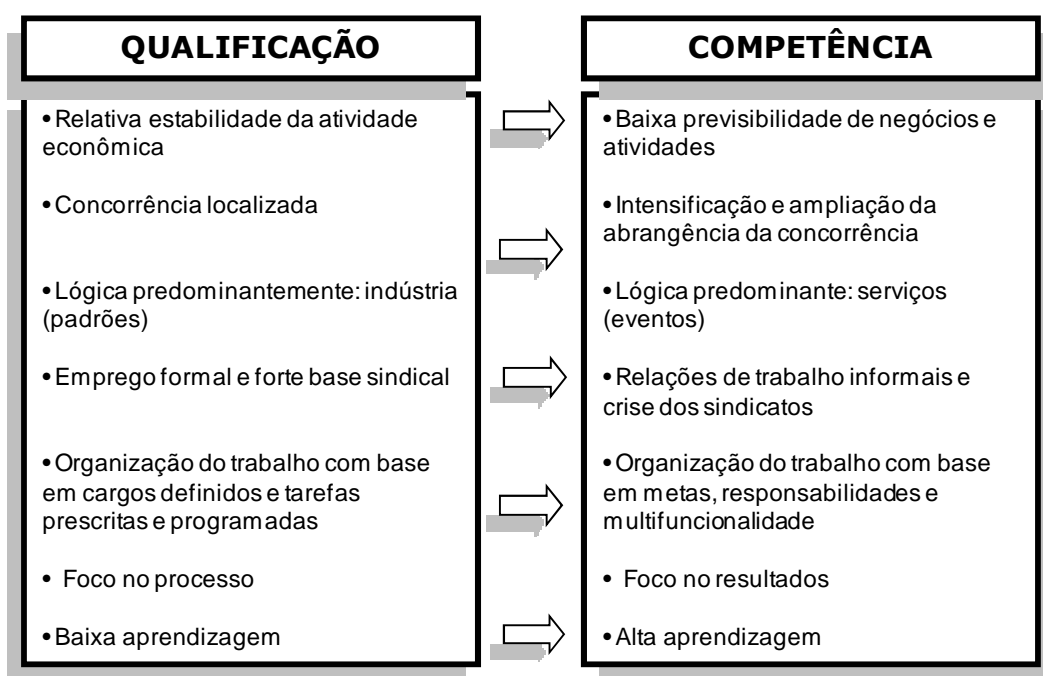 QUALIFICAÇÃO
• Relativa estabilidade da atividade
econômica
• Concorrência localizada
• Lógica predominantemente: indústria
(padrões)
• Emprego formal e forte base sindical
• Organização do trabalho com base
em cargos definidos e tarefas
prescritas e programadas
• Foco no processo
• Baixa aprendizagem
COMPETÊNCIA
• Baixa previsibilidade de negócios e
atividades
• Intensificação e ampliação da
abrangência da concorrência
• Lógica predominante: serviços
(eventos)
• Relações de trabalho informais e
crise dos sindicatos
• Organização do trabalho com base
em metas, responsabilidades e
multifuncionalidade
• Foco no resultados
• Alta aprendizagem